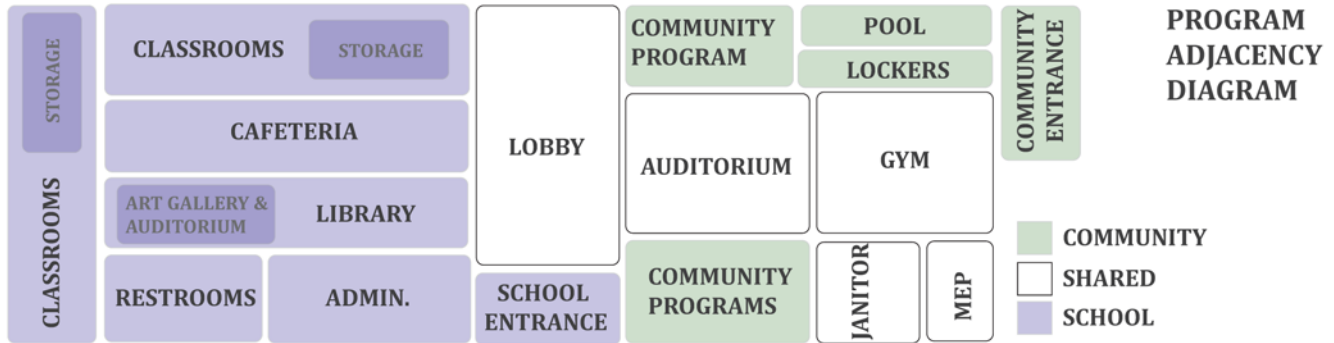 STORAGE
CLASSROOMS
CLASSROOMS
STORAGE
CAFETERIA
ART GALLERY &
AUDITORIUM
LIBRARY
RESTROOMS
ADMIN.
LOBBY
SCHOOL
ENTRANCE
COMMUNITY
PROGRAM
POOL
LOCKERS
AUDITORIUM
GYM
COMMUNITY
PROGRAMS
JANITOR
MEP
COMMUNITY
ENTRANCE
PROGRAM
ADJACENCY
DIAGRAM
COMMUNITY
SHARED
SCHOOL